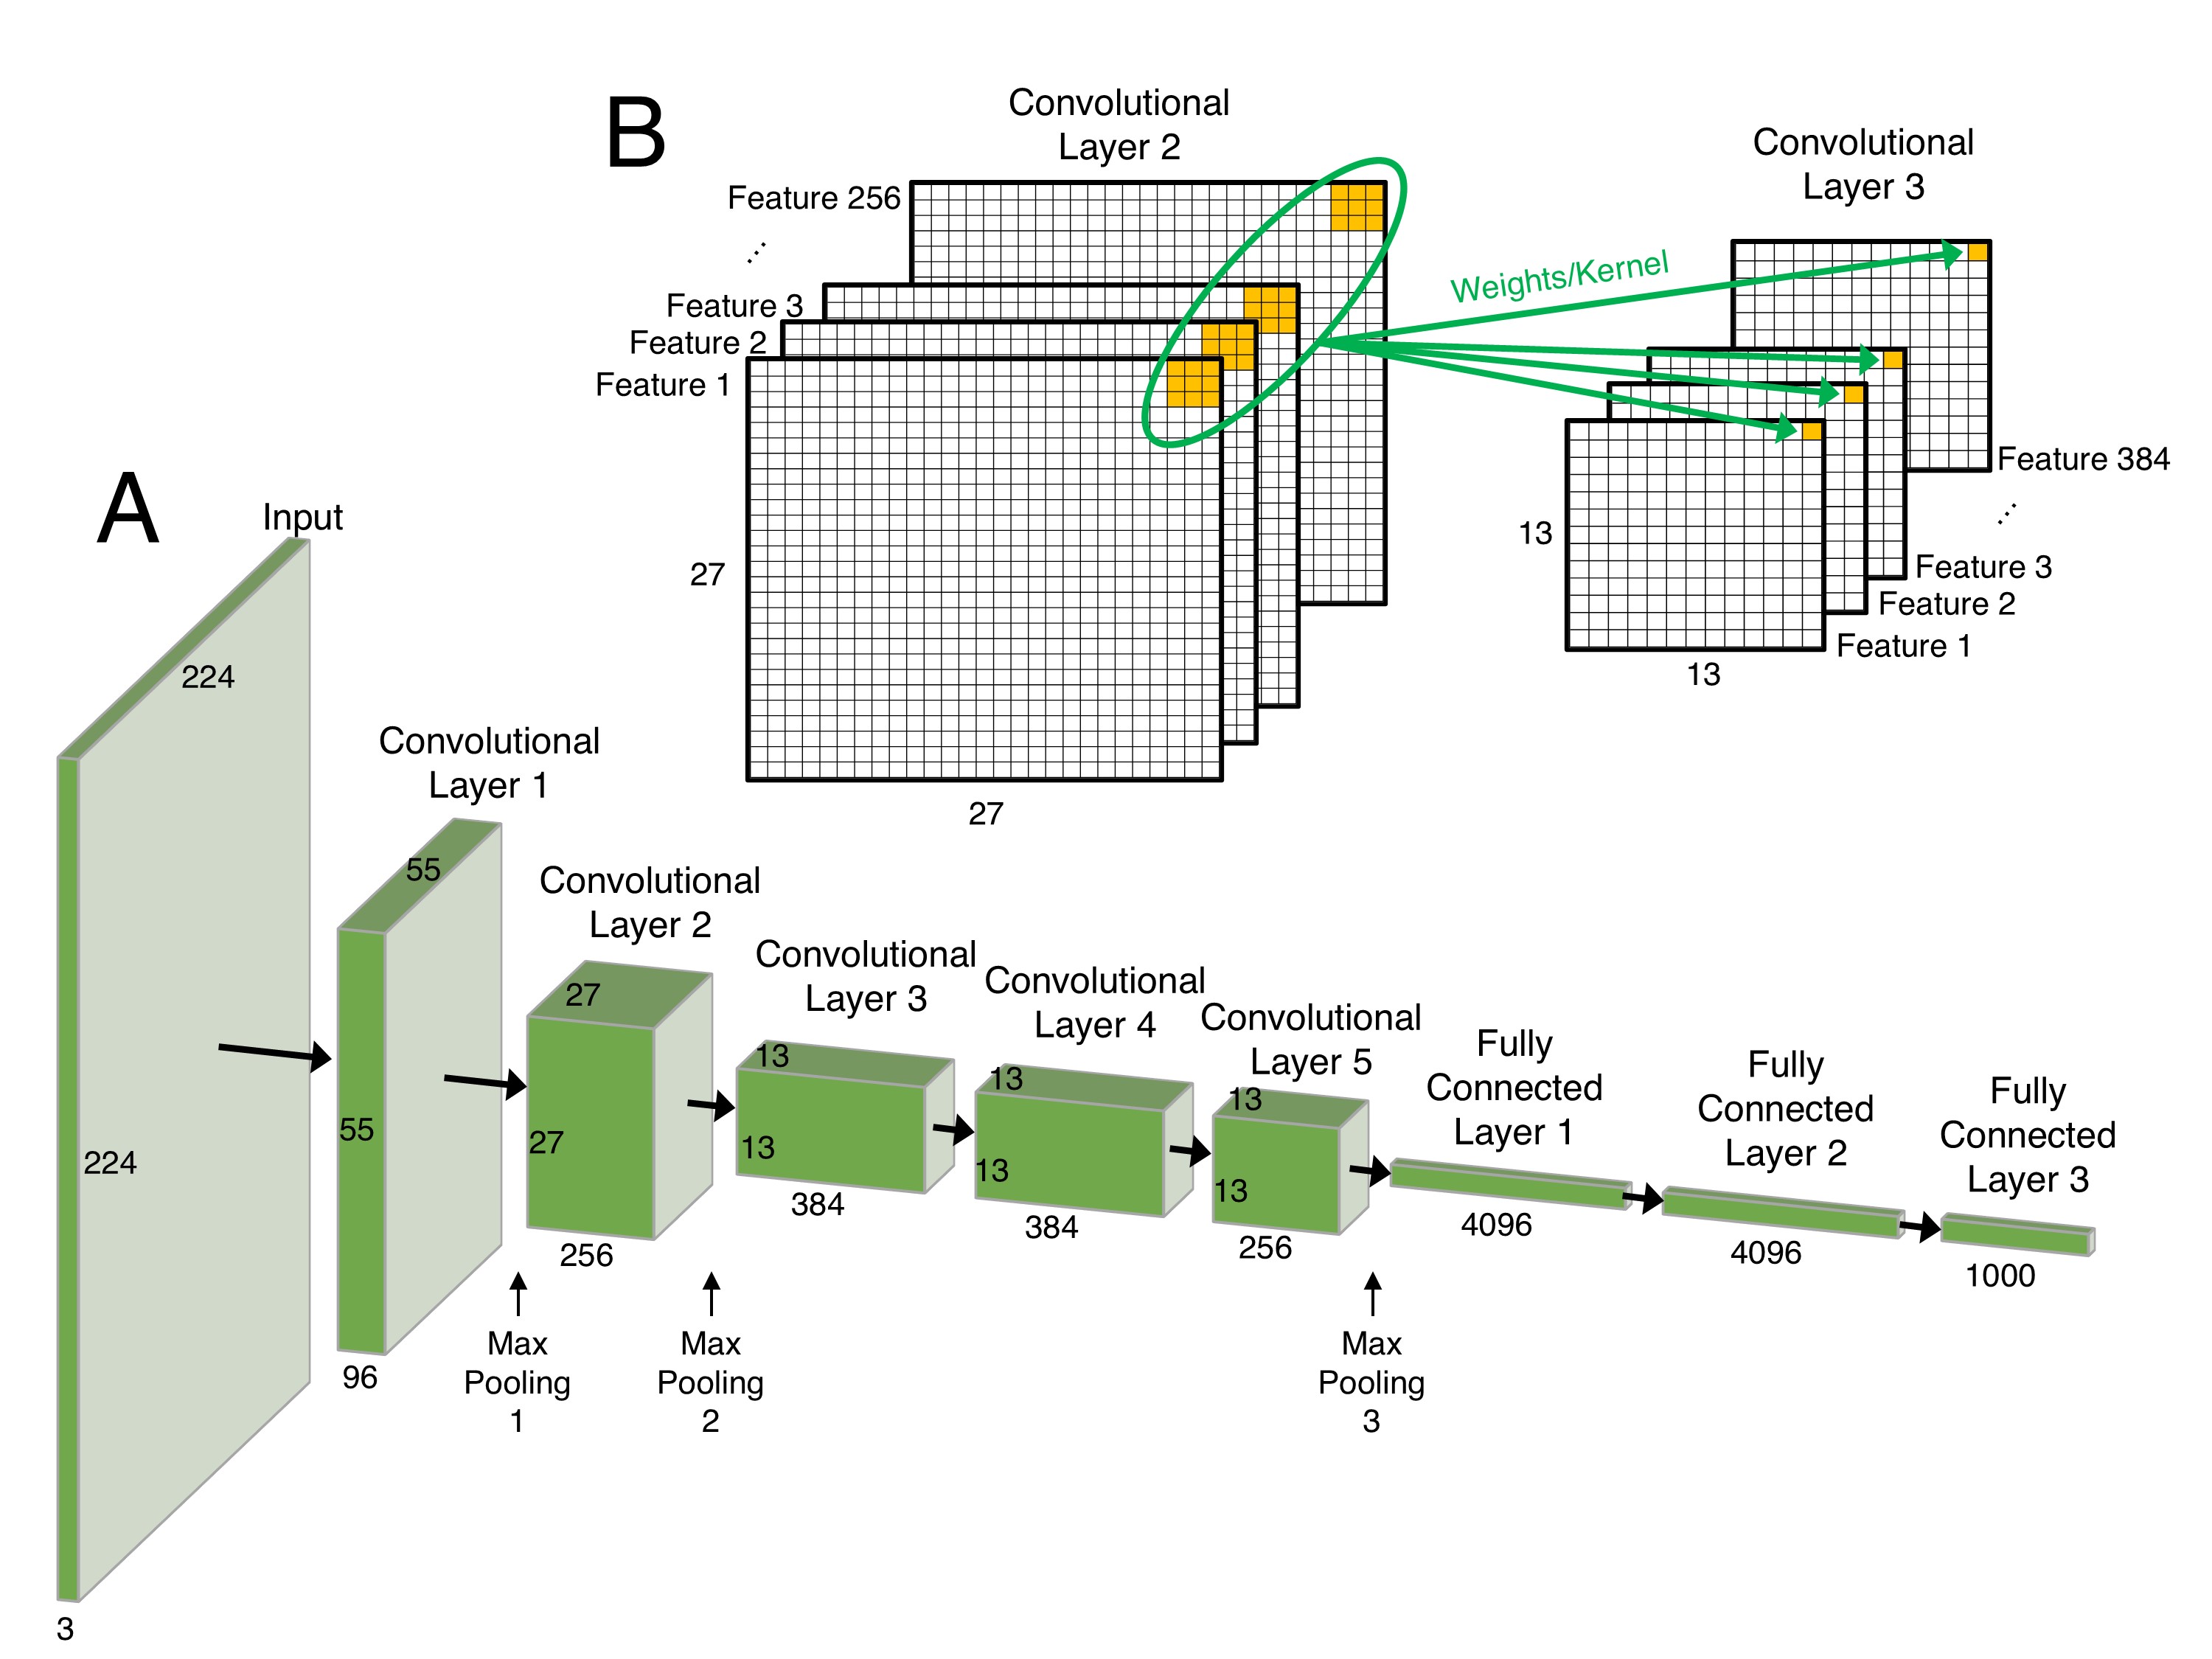 B
Convolutional
Layer 2
Feature 256
...
Feature 3
Feature 2
Feature 1
27
27
Weights/Kernel
Convolutional
Layer 3
13
13
Feature 384
...
Feature 3
Feature 2
Feature 1
A
Input
224
224
3
Convolutional
Layer 1
55
55
96
Max
Pooling
1
Convolutional
Layer 2
27
27
256
Max
Pooling
2
Convolutional
Layer 3
13
13
384
Convolutional
Layer 4
13
13
384
Convolutional
Layer 5
13
13
256
Max
Pooling
3
Fully
Connected
Layer 1
4096
Fully
Connected
Layer 2
4096
Fully
Connected
Layer 3
1000